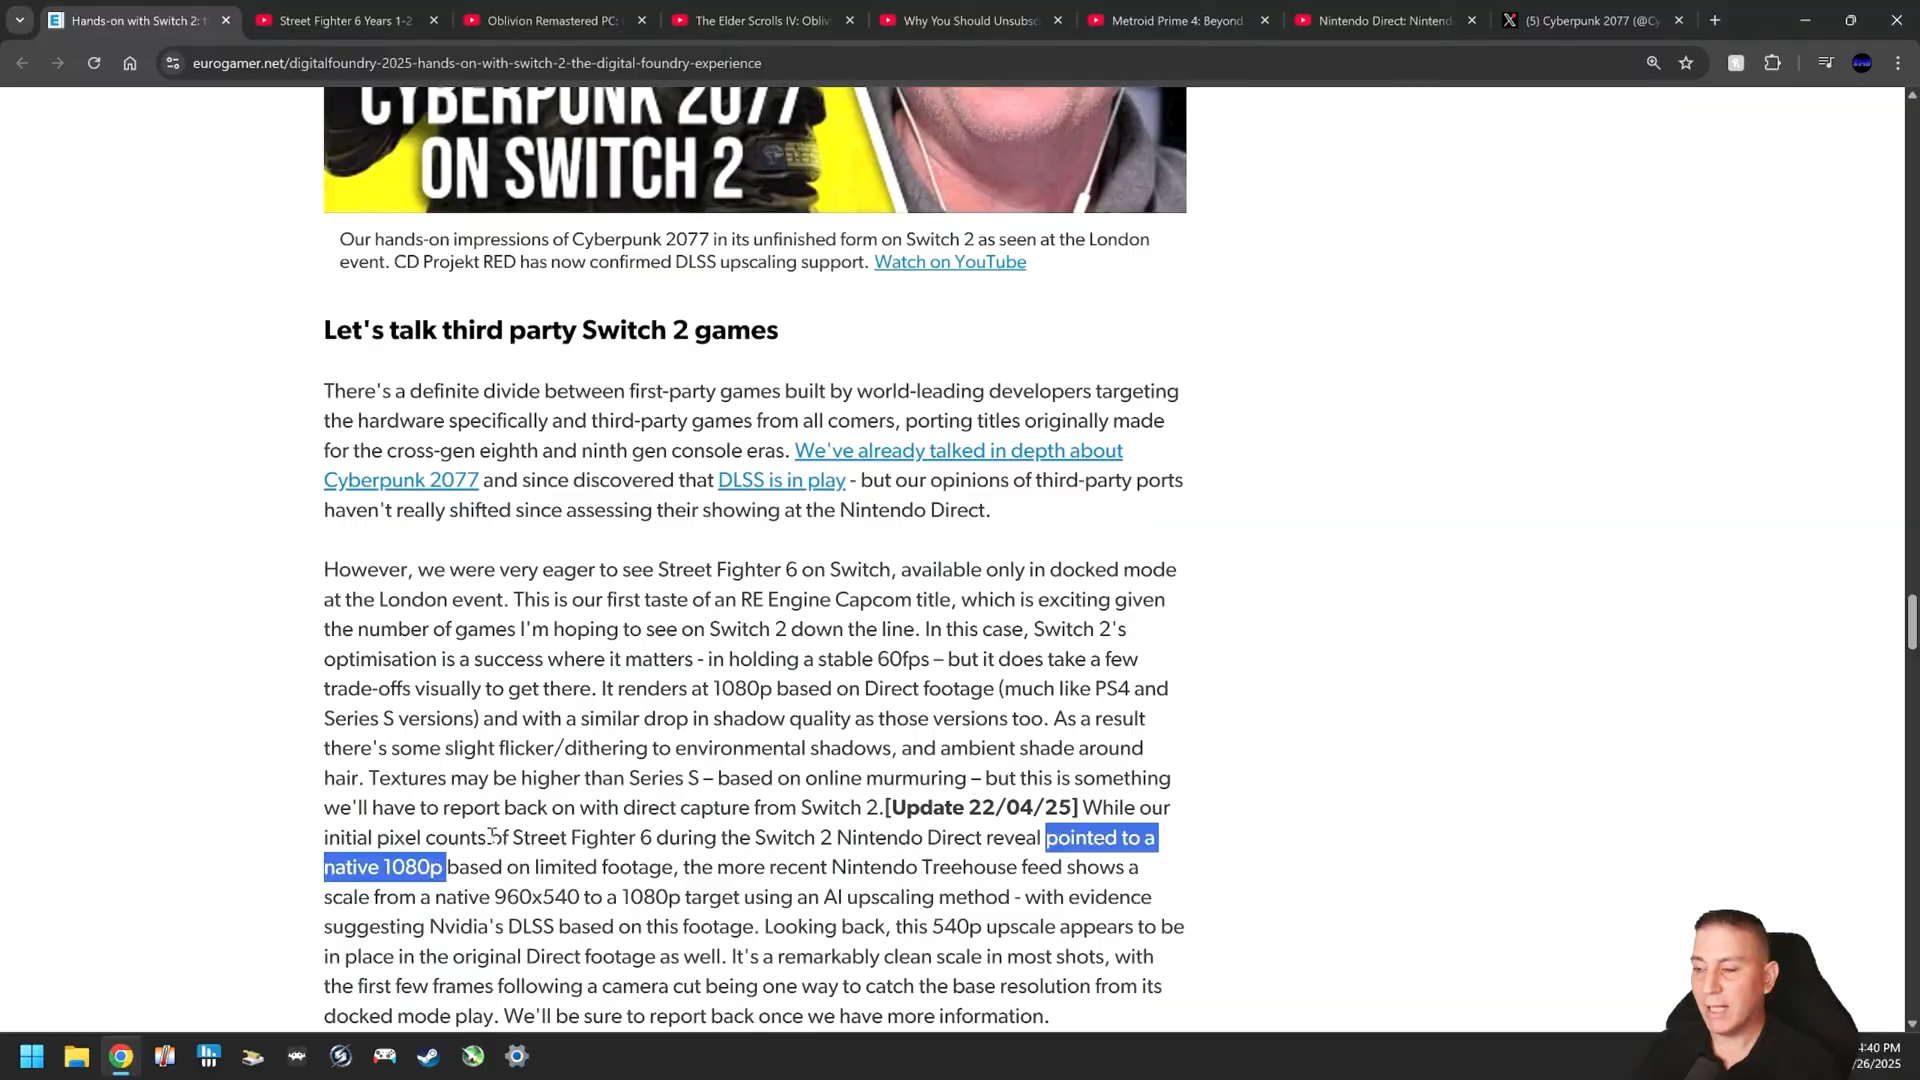 Hands-on with Switch 2: t
Street Fighter 6 Years 1-2
Oblivion Remastered PC:
The Elder Scrolls IV: Obliv
Why You Should Unsubsc
Metroid Prime 4: Beyond
Nintendo Direct: Nintend
(5) Cyberpunk 2077 (@Cy
eurogamer.net/digitalfoundry-2025-hands-on-with-switch-2-the-digital-foundry-experience
CYBERPUNK 2077
ON SWITCH 2
Our hands-on impressions of Cyberpunk 2077 in its unfinished form on Switch 2 as seen at the London
event. CD Projekt RED has now confirmed DLSS upscaling support. Watch on YouTube
Let's talk third party Switch 2 games
There's a definite divide between first-party games built by world-leading developers targeting
the hardware specifically and third-party games from all comers, porting titles originally made
for the cross-gen eighth and ninth gen console eras. We've already talked in depth about
Cyberpunk 2077 and since discovered that DLSS is in play - but our opinions of third-party ports
haven't really shifted since assessing their showing at the Nintendo Direct.
However, we were very eager to see Street Fighter 6 on Switch, available only in docked mode
at the London event. This is our first taste of an RE Engine Capcom title, which is exciting given
the number of games I'm hoping to see on Switch 2 down the line. In this case, Switch 2's
optimisation is a success where it matters - in holding a stable 60fps – but it does take a few
trade-offs visually to get there. It renders at 1080p based on Direct footage (much like PS4 and
Series S versions) and with a similar drop in shadow quality as those versions too. As a result
there's some slight flicker/dithering to environmental shadows, and ambient shade around
hair. Textures may be higher than Series S – based on online murmuring – but this is something
we'll have to report back on with direct capture from Switch 2.[Update 22/04/25] While our
initial pixel counts of Street Fighter 6 during the Switch 2 Nintendo Direct reveal pointed to a
native 1080p based on limited footage, the more recent Nintendo Treehouse feed shows a
scale from a native 960x540 to a 1080p target using an AI upscaling method - with evidence
suggesting Nvidia's DLSS based on this footage. Looking back, this 540p upscale appears to be
in place in the original Direct footage as well. It's a remarkably clean scale in most shots, with
the first few frames following a camera cut being one way to catch the base resolution from its
docked mode play. We'll be sure to report back once we have more information.
4:40 PM
/26/2025